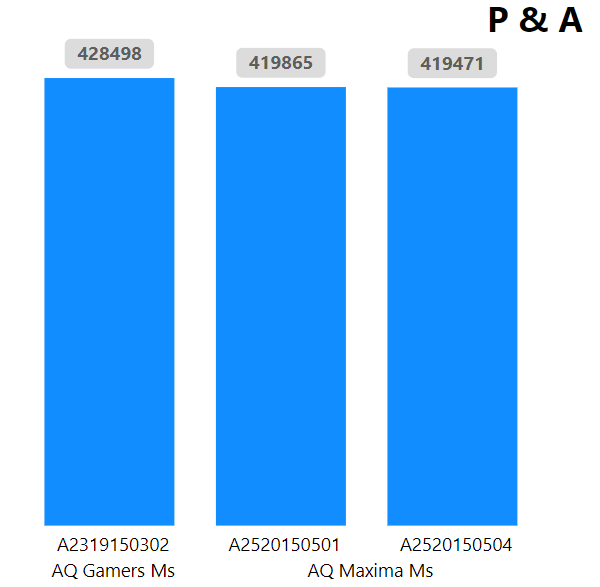 P & A
428498
419865
419471
A2319150302
A2520150501
A2520150504
AQ Gamers Ms
AQ Maxima Ms